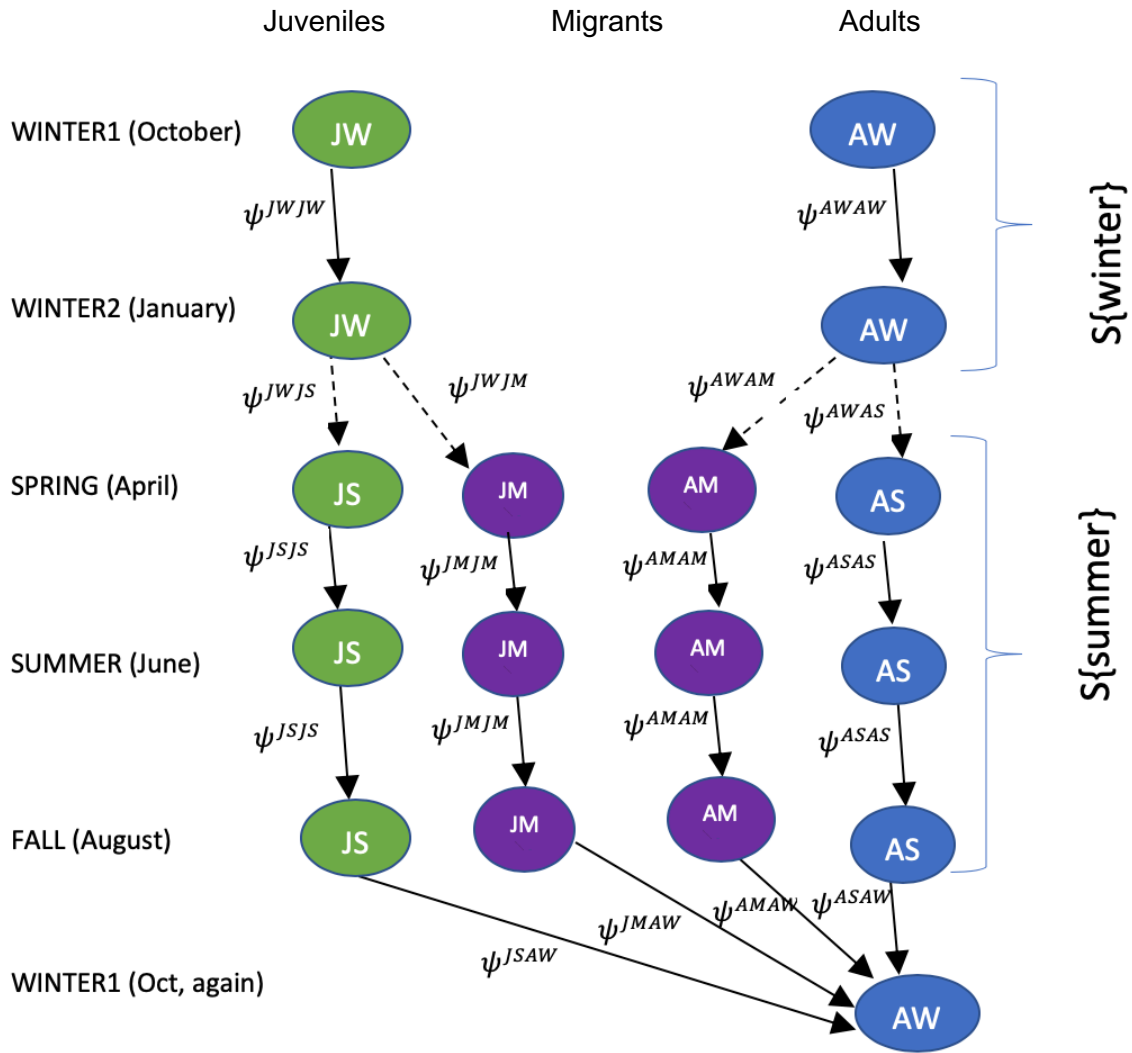 Juveniles Migrants Adults
WINTER1 (October) JW AW
ψ^JWJW ψ^AWAW
S{winter}
WINTER2 (January) JW AW
ψ^JWJS ψ^JWJM ψ^AWAM ψ^AWAS
SPRING (April) JS JM AM AS
ψ^JSJS ψ^JMJM ψ^AMAM ψ^ASAS
S{summer}
SUMMER (June) JS JM AM AS
ψ^JSJS ψ^JMJM ψ^AMAM ψ^ASAS
FALL (August) JS JM AM AS
ψ^JSAW ψ^JMAW ψ^AMAW ψ^ASAW
WINTER1 (Oct, again) AW